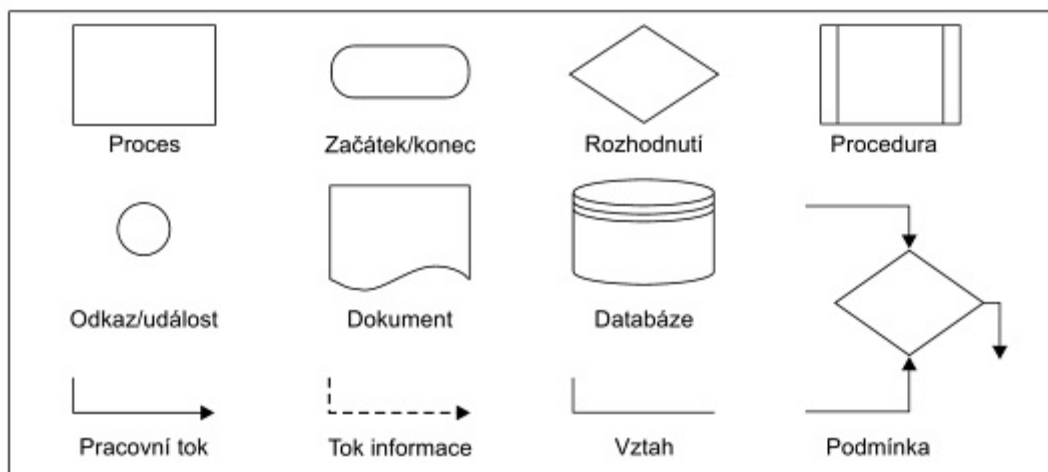 Proces
Začátek/konec
Rozhodnutí
Procedura
Odkaz/událost
Dokument
Databáze
Pracovní tok
Tok informace
Vztah
Podmínka